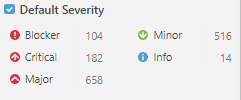 Default Severity
Blocker 104 Minor 516
Critical 182 Info 14
Major 658